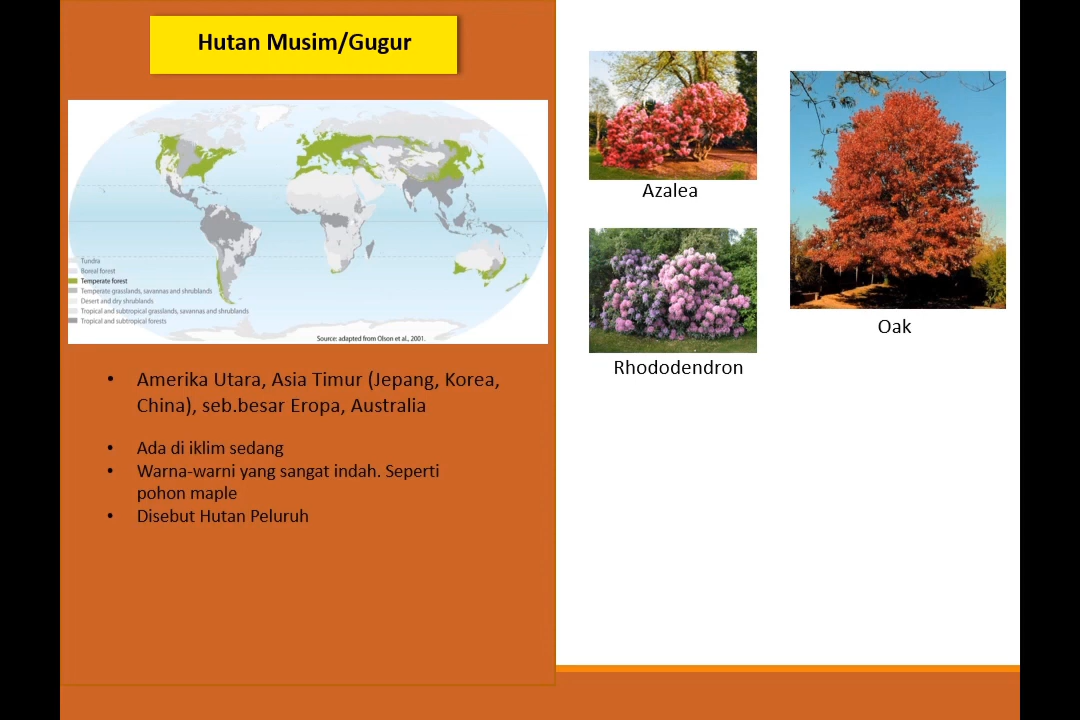 Hutan Musim/Gugur
Tundra
Boreal forest
Temperate forest
Temperate grasslands, savannas and shrublands
Desert and dry shrublands
Tropical and subtropical grasslands, savannas and shrublands
Tropical and subtropical forests
Source: adapted from Olson et al., 2001.
• Amerika Utara, Asia Timur (Jepang, Korea,
China), seb.besar Eropa, Australia
• Ada di iklim sedang
• Warna-warni yang sangat indah. Seperti
pohon maple
• Disebut Hutan Peluruh
Azalea
Rhododendron
Oak